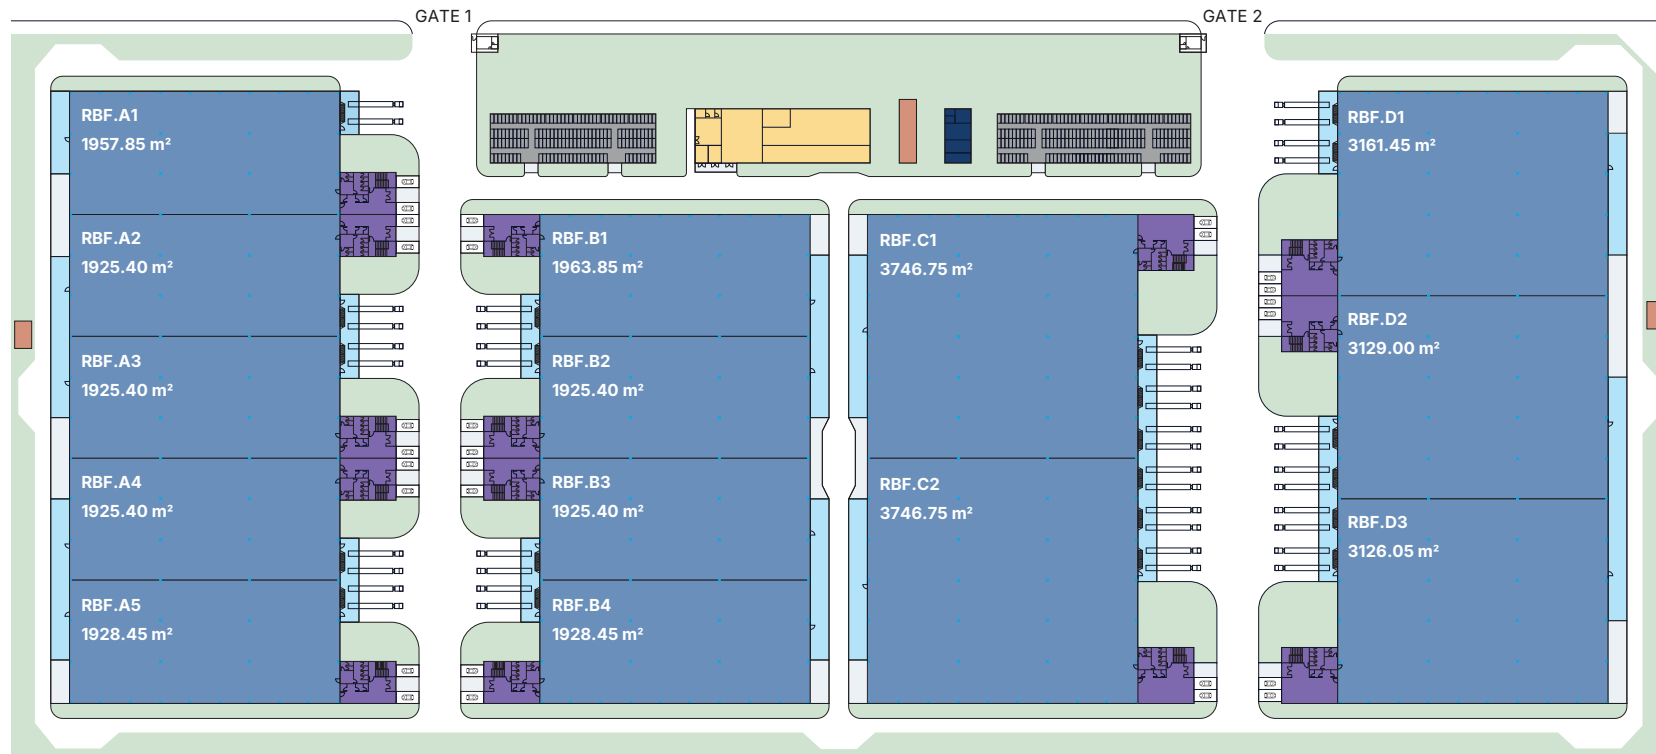 GATE 1
GATE 2
RBF.A1
1957.85 m²
RBF.A2
1925.40 m²
RBF.A3
1925.40 m²
RBF.A4
1925.40 m²
RBF.A5
1928.45 m²
RBF.B1
1963.85 m²
RBF.B2
1925.40 m²
RBF.B3
1925.40 m²
RBF.B4
1928.45 m²
RBF.C1
3746.75 m²
RBF.C2
3746.75 m²
RBF.D1
3161.45 m²
RBF.D2
3129.00 m²
RBF.D3
3126.05 m²